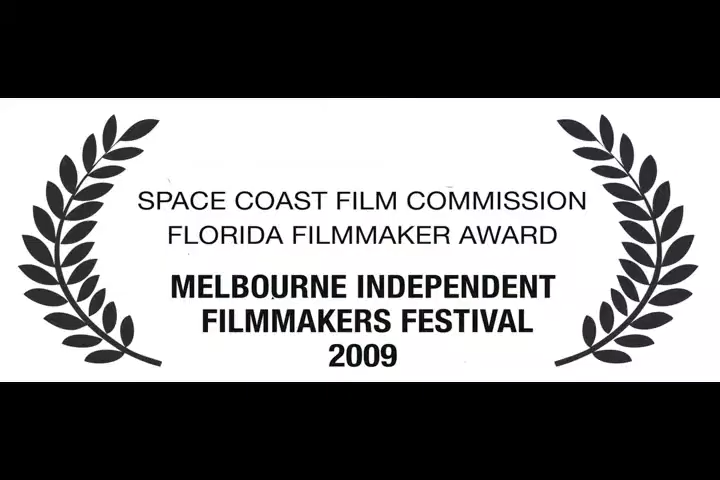 SPACE COAST FILM COMMISSION
FLORIDA FILMMAKER AWARD
MELBOURNE INDEPENDENT
FILMMAKERS FESTIVAL
2009